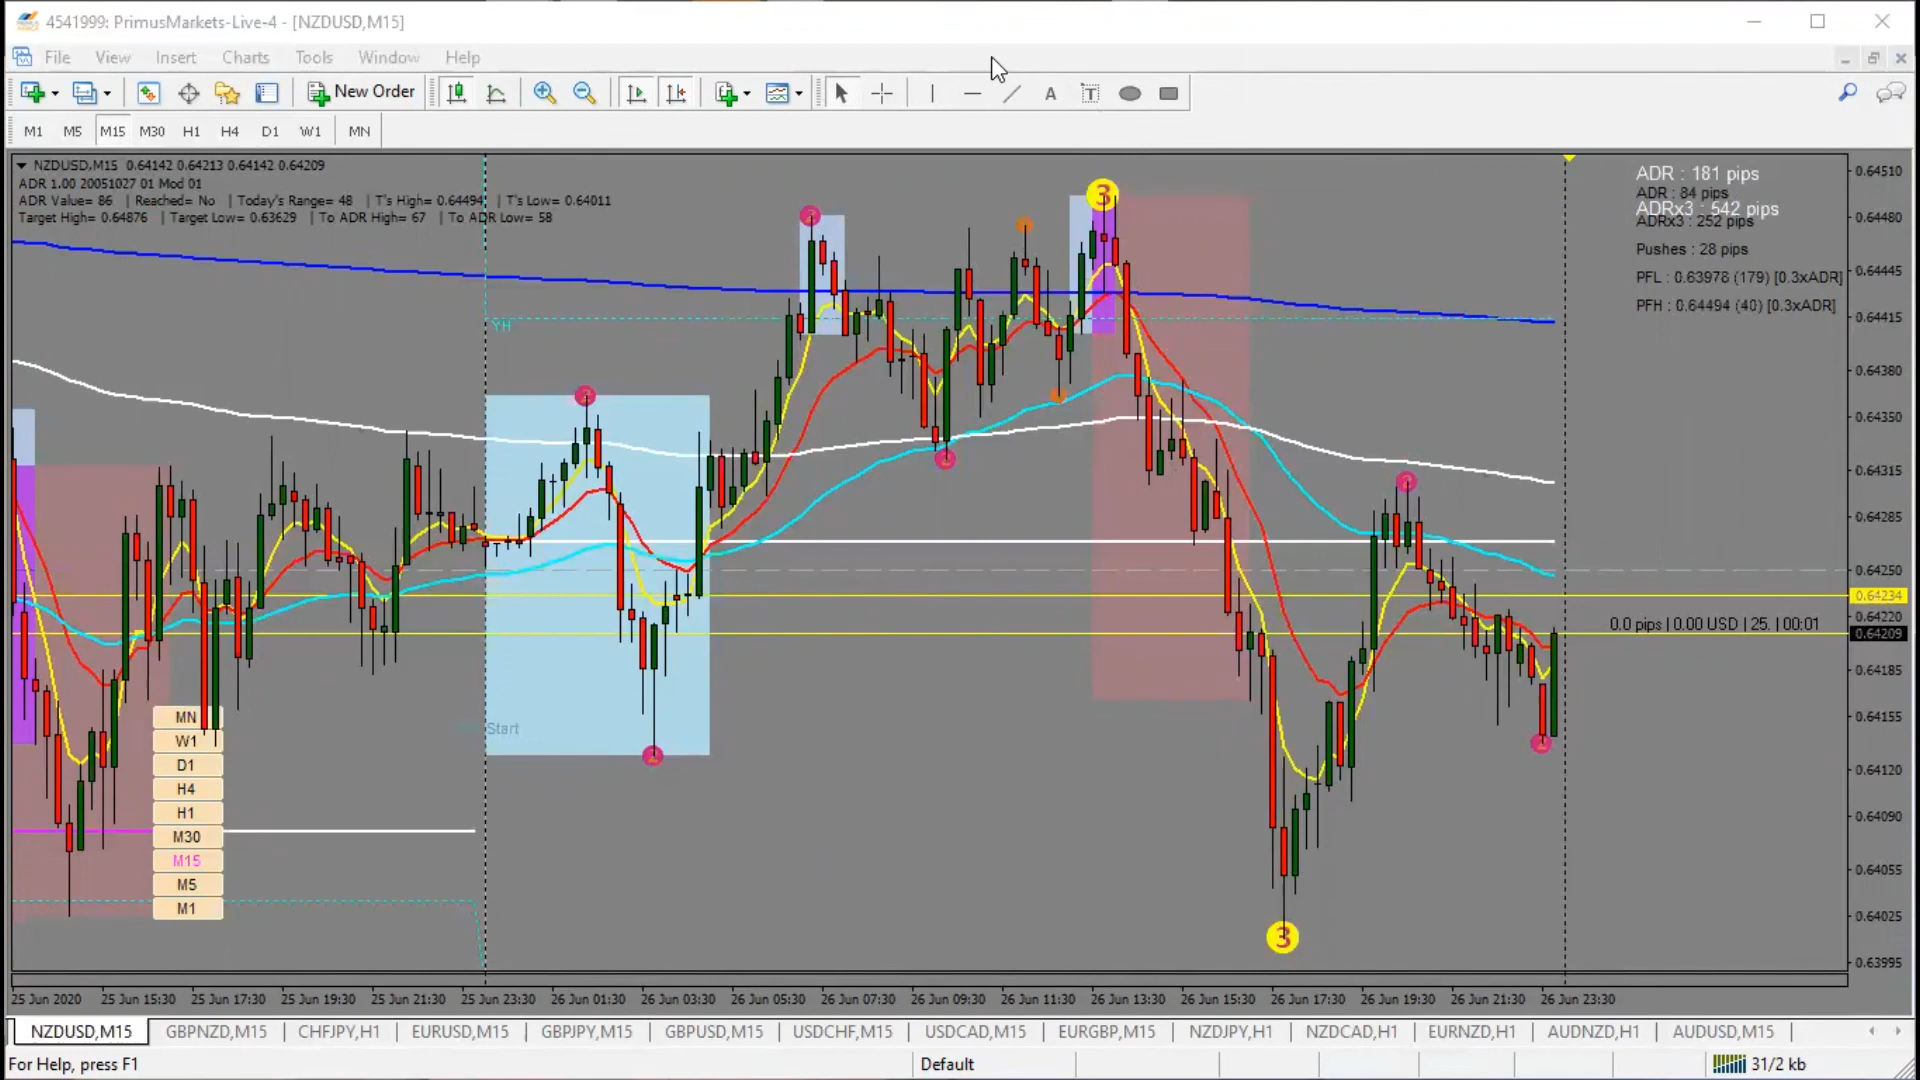 4541999: PrimusMarkets-Live-4 - [NZDUSD,M15]
File View Insert Charts Tools Window Help
New Order
A T
M1 M5 M15 M30 H1 H4 D1 W1 MN
NZDUSD,M15 0.64142 0.64213 0.64142 0.64209
ADR 1.00 20051027 01 Mod 01
ADR Value= 86 | Reached= No | Today's Range= 48 | T's High= 0.64494 | T's Low= 0.64011
Target High= 0.64876 | Target Low= 0.63629 | To ADR High= 67 | To ADR Low= 58
ADR : 181 pips
ADR : 84 pips
ADRx3 : 542 pips
ADRx3 : 252 pips
Pushes : 28 pips
PFL : 0.63978 (179) [0.3xADR]
PFH : 0.64494 (40) [0.3xADR]
3
2
YH
2
2
2
2
0.0 pips | 0.00 USD | 25. | 00:01
Start
2
2
3
MN
W1
D1
H4
H1
M30
M15
M5
M1
0.64510
0.64480
0.64445
0.64415
0.64380
0.64350
0.64315
0.64285
0.64250
0.64234
0.64220
0.64209
0.64185
0.64155
0.64120
0.64090
0.64055
0.64025
0.63995
25 Jun 2020 25 Jun 15:30 25 Jun 17:30 25 Jun 19:30 25 Jun 21:30 25 Jun 23:30 26 Jun 01:30 26 Jun 03:30 26 Jun 05:30 26 Jun 07:30 26 Jun 09:30 26 Jun 11:30 26 Jun 13:30 26 Jun 15:30 26 Jun 17:30 26 Jun 19:30 26 Jun 21:30 26 Jun 23:30
NZDUSD,M15 GBPNZD,M15 CHFJPY,H1 EURUSD,M15 GBPJPY,M15 GBPUSD,M15 USDCHF,M15 USDCAD,M15 EURGBP,M15 NZDJPY,H1 NZDCAD,H1 EURNZD,H1 AUDNZD,H1 AUDUSD,M15
For Help, press F1 Default 31/2 kb